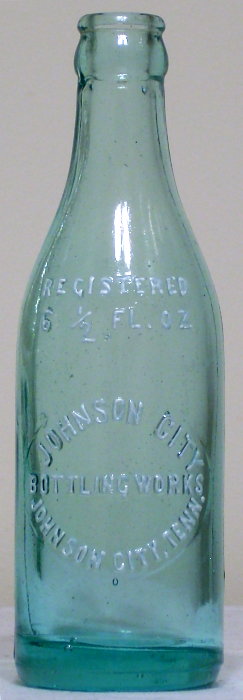 REGISTERED
6 ½ FL. OZ
JOHNSON CITY
BOTTLING WORKS
JOHNSON CITY, TENN.